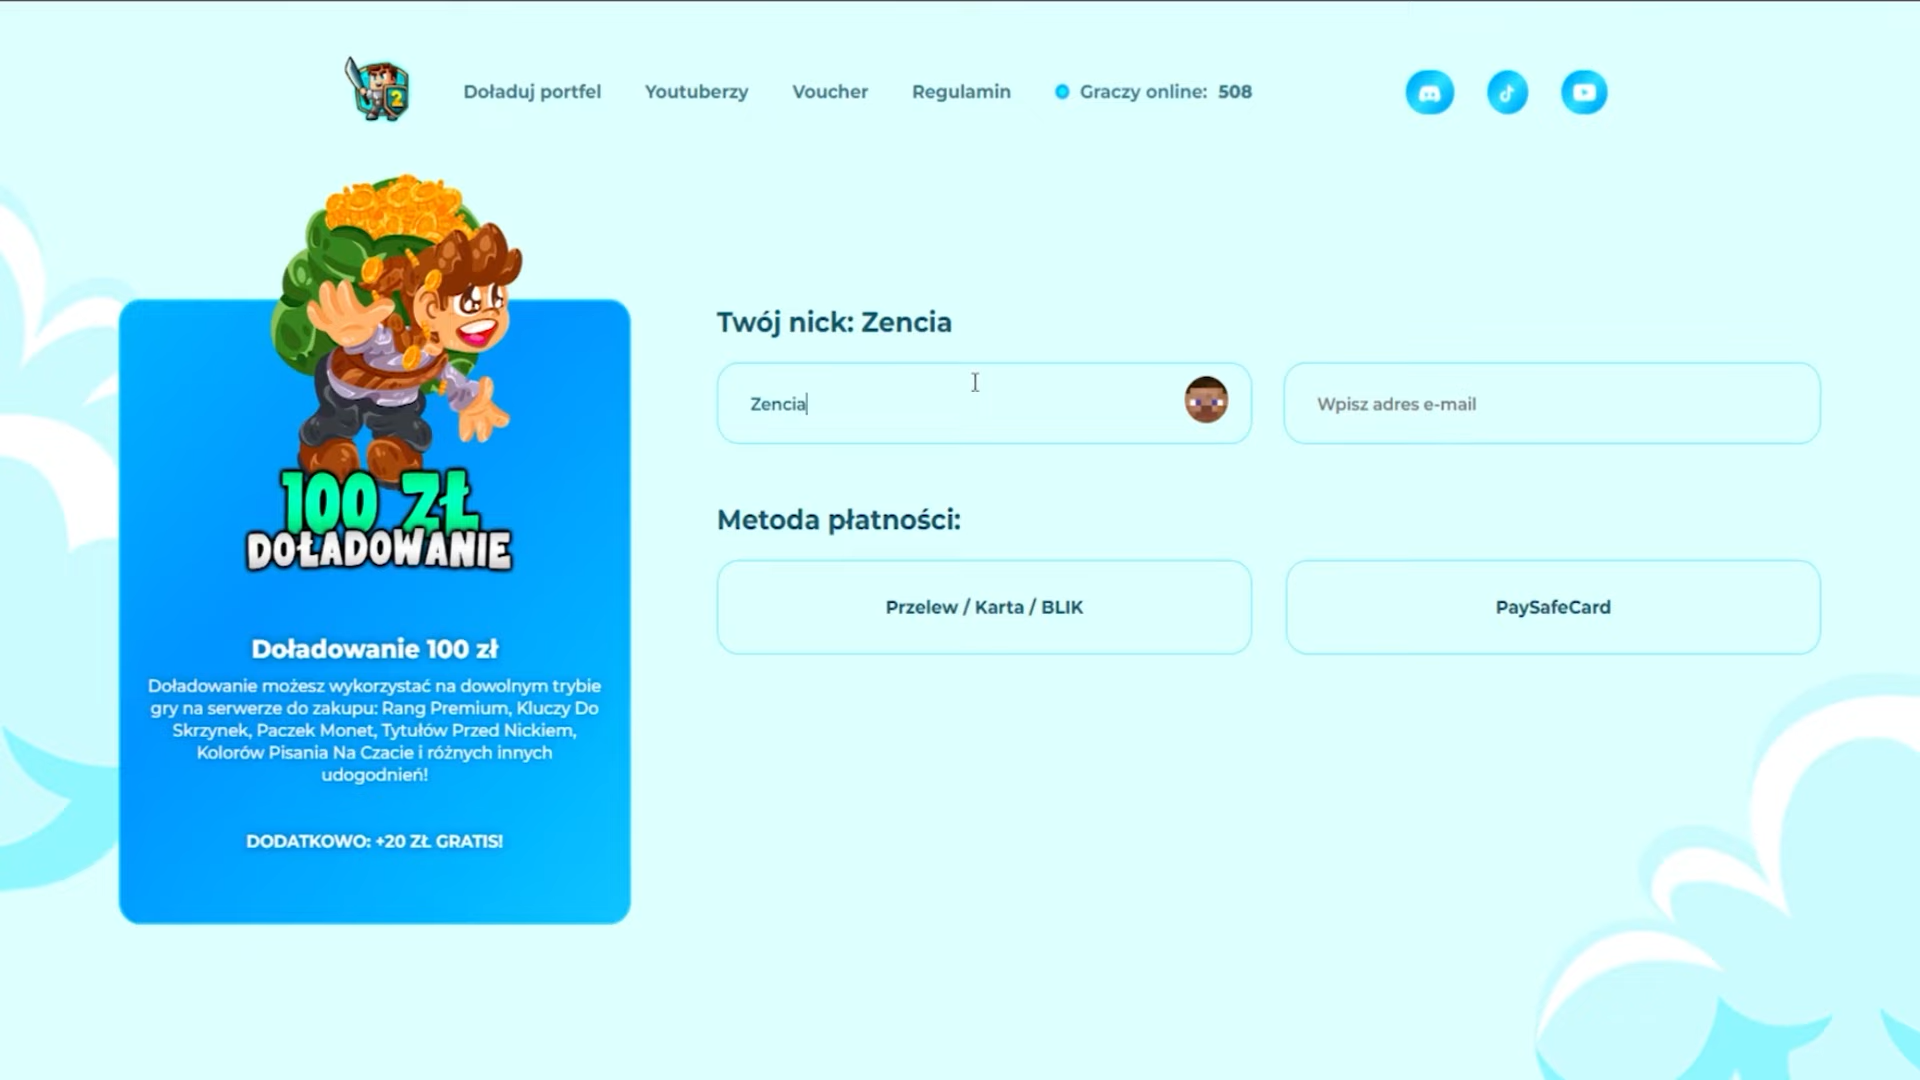 2
Doładuj portfel
Youtuberzy
Voucher
Regulamin
Graczy online: 508
100 ZŁ
DOŁADOWANIE
Doładowanie 100 zł
Doładowanie możesz wykorzystać na dowolnym trybie
gry na serwerze do zakupu: Rang Premium, Kluczy Do
Skrzynek, Paczek Monet, Tytułów Przed Nickiem,
Kolorów Pisania Na Czacie i różnych innych
udogodnień!
DODATKOWO: +20 ZŁ GRATIS!
Twój nick: Zencia
Zencia
Wpisz adres e-mail
Metoda płatności:
Przelew / Karta / BLIK
PaySafeCard